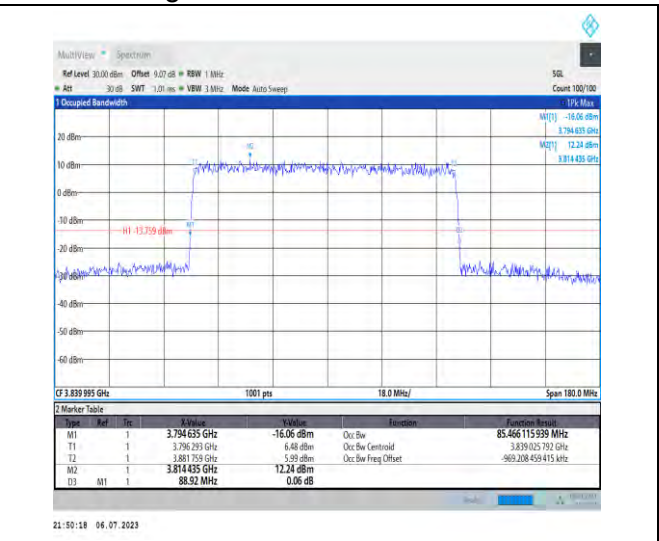 MultiView Spectrum
Ref Level 30.00 dBm Offset 9.07 dB RBW 1 MHz SGL
Att 30 dB SWT 1.01 ms VBW 3 MHz Mode Auto Sweep Count 100/100
1 Occupied Bandwidth 1Pk Max
M1[1] -16.06 dBm
3.794 635 GHz
M2[1] 12.24 dBm
3.814 435 GHz
20 dBm
M2
10 dBm
0 dBm
-10 dBm
M1
H1 -13.759 dBm
-20 dBm
-30 dBm
-40 dBm
-50 dBm
-60 dBm
CF 3.839 995 GHz 1001 pts 18.0 MHz/ Span 180.0 MHz
2 Marker Table
Type Ref Trc X-Value Y-Value Function Function Result
M1 1 3.794 635 GHz -16.06 dBm Occ Bw 85.466 115 939 MHz
T1 1 3.796 293 GHz 6.48 dBm Occ Bw Centroid 3.839 025 792 GHz
T2 1 3.881 759 GHz 5.99 dBm Occ Bw Freq Offset -969.208 459 415 kHz
M2 1 3.814 435 GHz 12.24 dBm
D3 M1 1 88.92 MHz 0.06 dB
21:50:18 06.07.2023